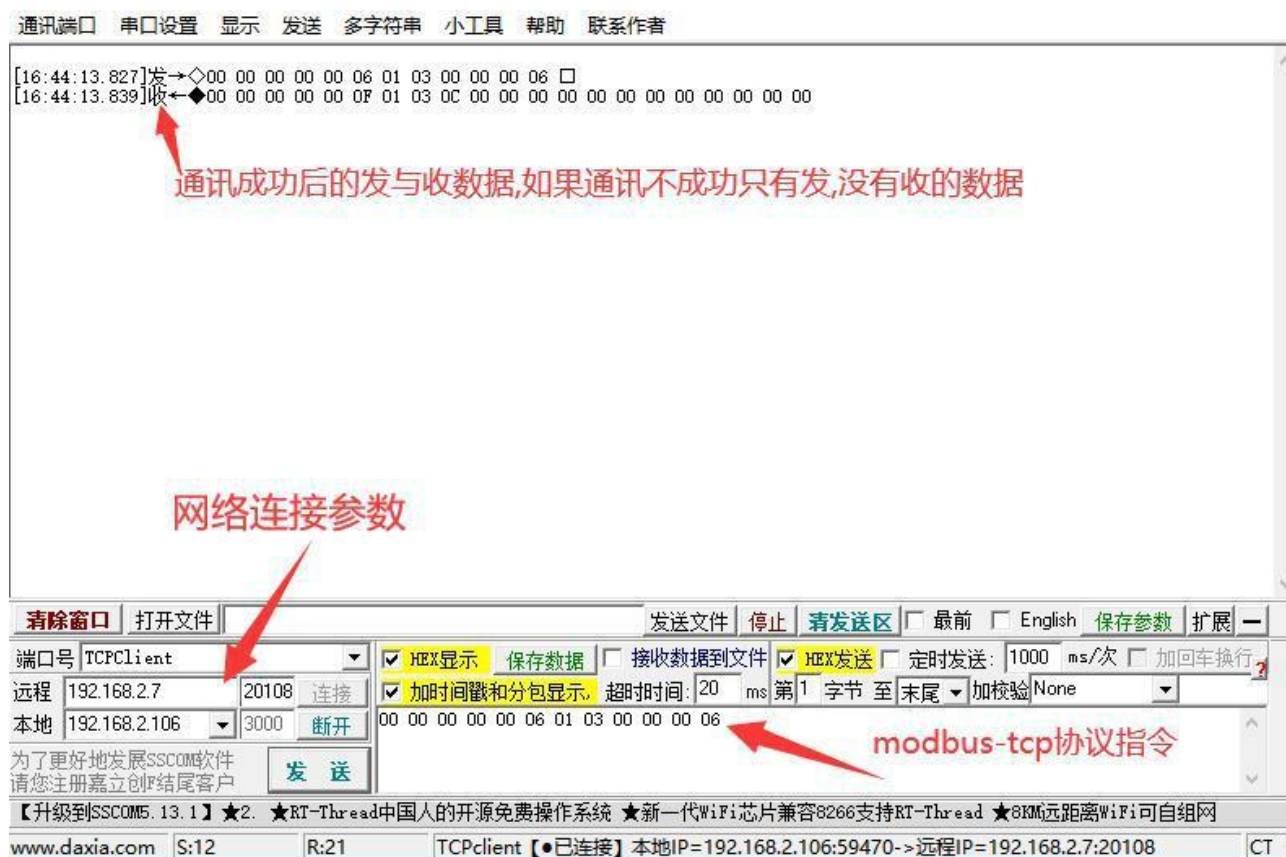 通讯端口 串口设置 显示 发送 多字符串 小工具 帮助 联系作者
[16:44:13.827]发→◇00 00 00 00 00 06 01 03 00 00 00 06 □
[16:44:13.839]收←◆00 00 00 00 00 0F 01 03 0C 00 00 00 00 00 00 00 00 00 00 00 00
通讯成功后的发与收数据,如果通讯不成功只有发,没有收的数据
网络连接参数
清除窗口 打开文件 发送文件 停止 清发送区 最前 English 保存参数 扩展 —
端口号 TCPClient HEX显示 保存数据 接收数据到文件 HEX发送 定时发送: 1000 ms/次 加回车换行
远程 192.168.2.7 20108 连接 加时间戳和分包显示, 超时时间: 20 ms 第1 字节 至 末尾 加校验 None ?
本地 192.168.2.106 3000 断开 00 00 00 00 00 06 01 03 00 00 00 06
modbus-tcp协议指令
为了更好地发展SSCOM软件
请您注册嘉立创F结尾客户
发 送
【升级到SSCOM5.13.1】★2. ★RT-Thread中国人的开源免费操作系统 ★新一代WiFi芯片兼容8266支持RT-Thread ★8KM远距离WiFi可自组网
www.daxia.com S:12 R:21 TCPclient【●已连接】本地IP=192.168.2.106:59470->远程IP=192.168.2.7:20108 CT